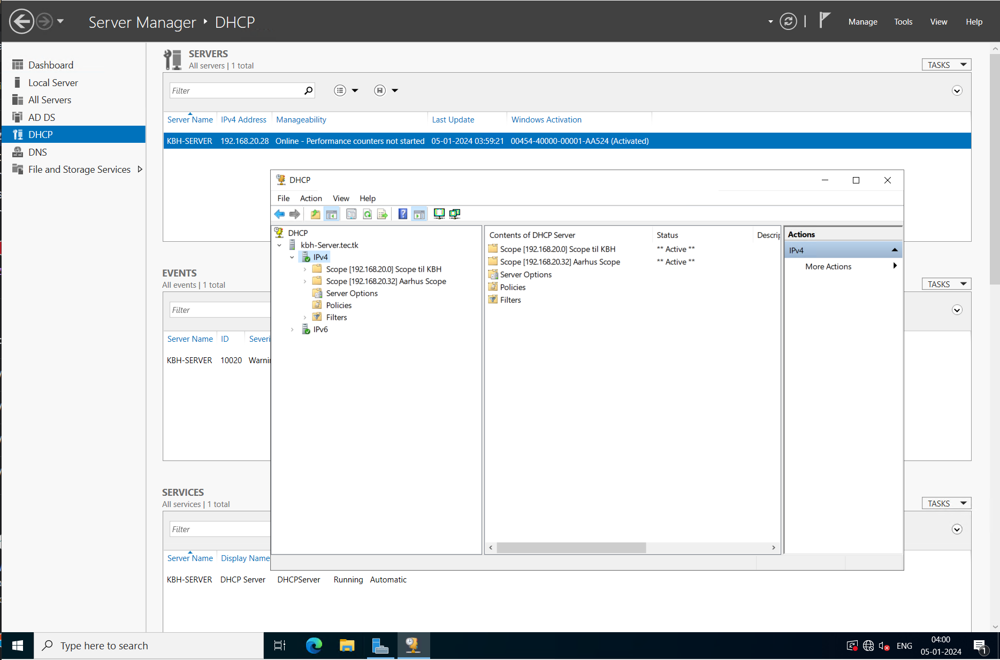 Server Manager ‣ DHCP
Manage Tools View Help
Dashboard
Local Server
All Servers
AD DS
DHCP
DNS
File and Storage Services
SERVERS
All servers | 1 total
TASKS
Filter
Server Name IPv4 Address Manageability Last Update Windows Activation
KBH-SERVER 192.168.20.28 Online - Performance counters not started 05-01-2024 03:59:21 00454-40000-00001-AA524 (Activated)
EVENTS
All events | 1 total
TASKS
Filter
Server Name ID Severi
KBH-SERVER 10020 Warnin
SERVICES
All services | 1 total
TASKS
Filter
Server Name Display Name
KBH-SERVER DHCP Server DHCPServer Running Automatic
DHCP
File Action View Help
DHCP
kbh-Server.tec.tk
IPv4
Scope [192.168.20.0] Scope til KBH
Scope [192.168.20.32] Aarhus Scope
Server Options
Policies
Filters
IPv6
Contents of DHCP Server Status Descrip
Scope [192.168.20.0] Scope til KBH ** Active **
Scope [192.168.20.32] Aarhus Scope ** Active **
Server Options
Policies
Filters
Actions
IPv4
More Actions
Type here to search
ENG
04:00
05-01-2024
1